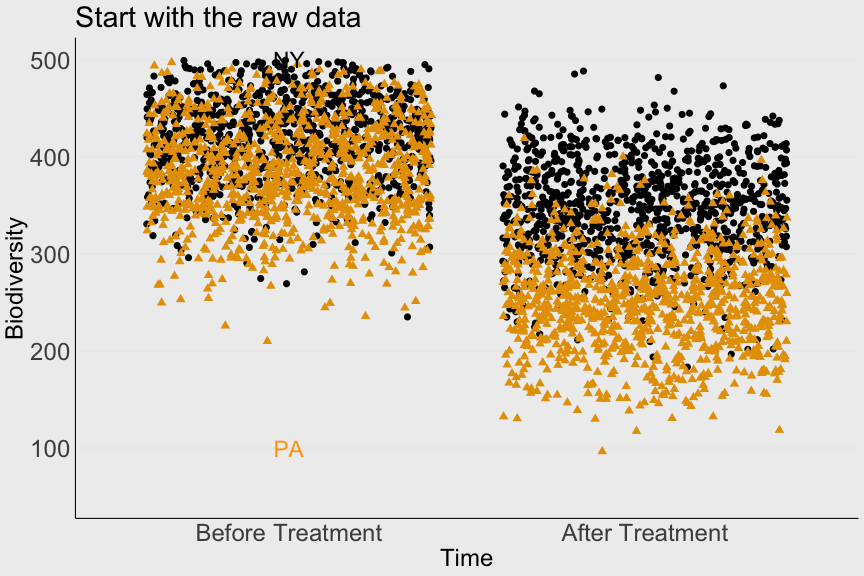 Start with the raw data
NY
500
400
300
200
100
PA
Biodiversity
Before Treatment
After Treatment
Time